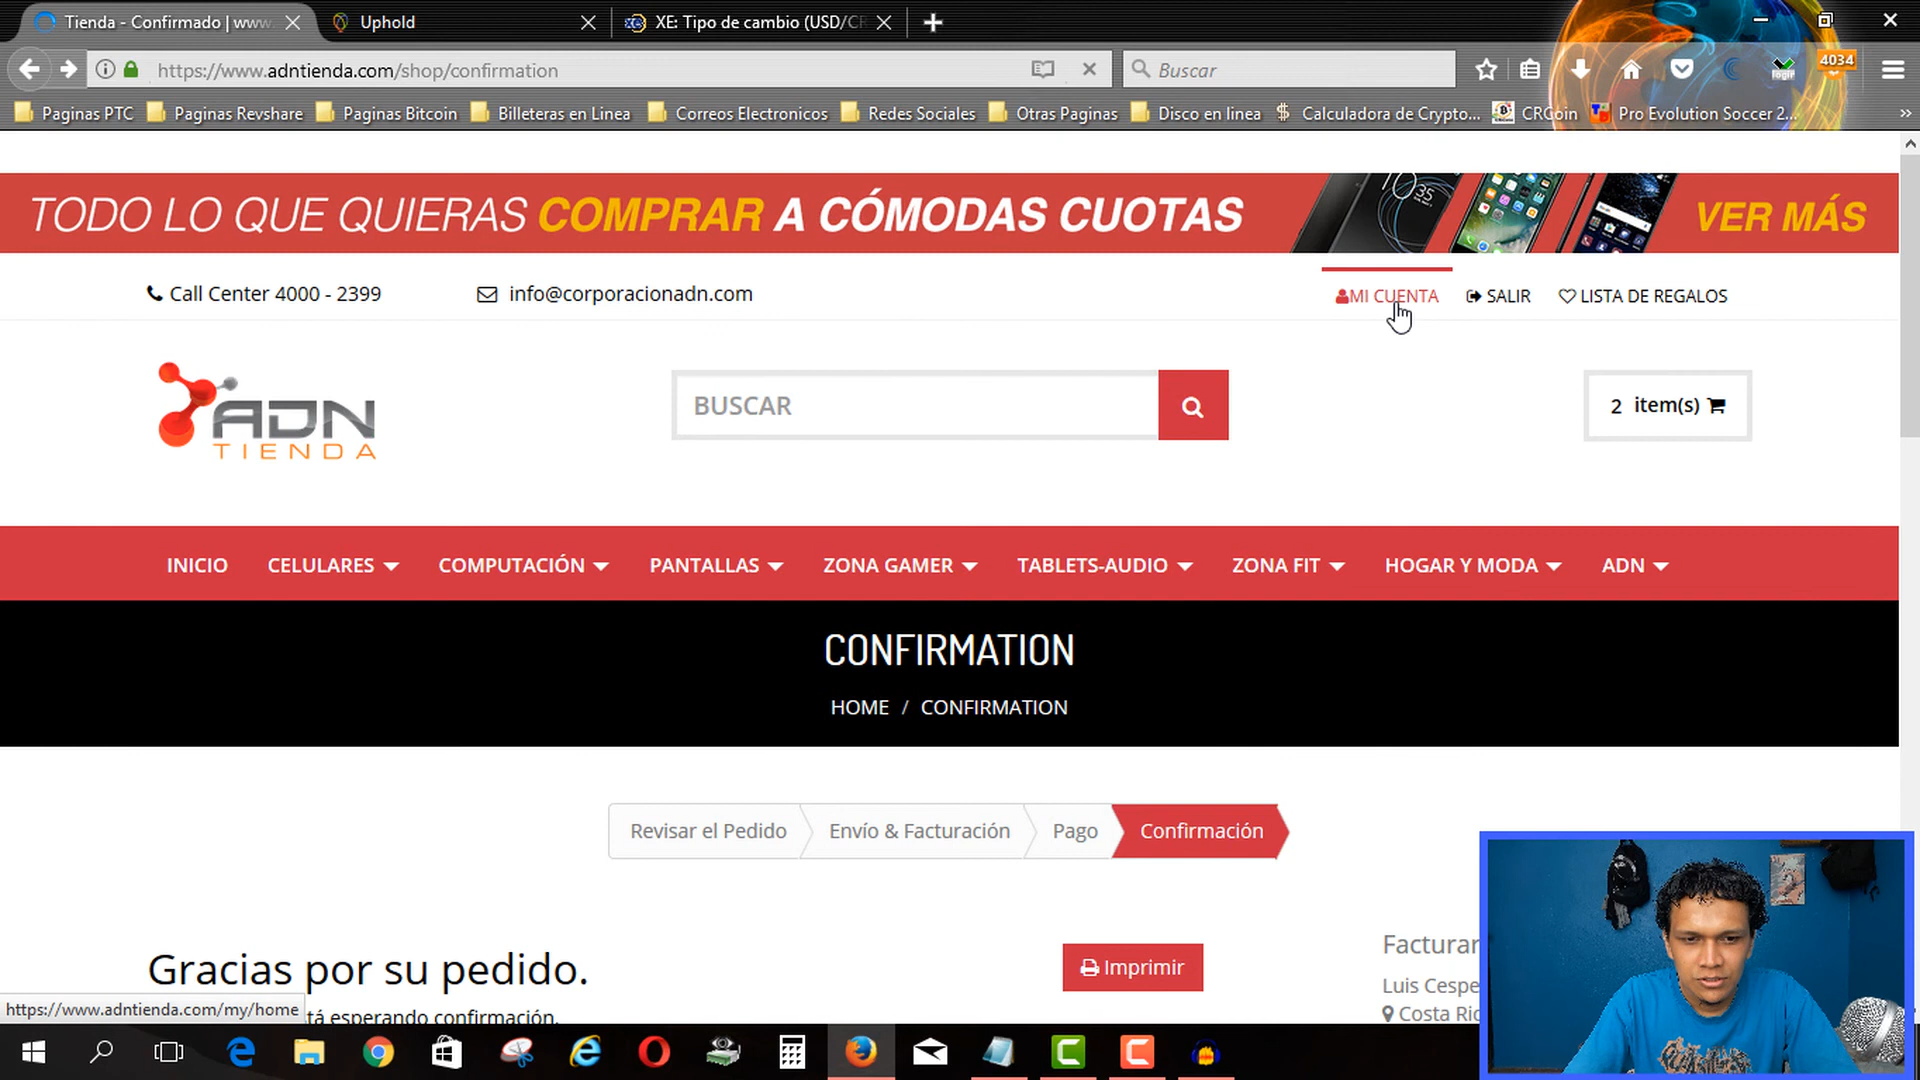 Tienda - Confirmado | www.
Uphold
XE: Tipo de cambio (USD/CR
https://www.adntienda.com/shop/confirmation
Buscar
4034
Paginas PTC
Paginas Revshare
Paginas Bitcoin
Billeteras en Linea
Correos Electronicos
Redes Sociales
Otras Paginas
Disco en linea
Calculadora de Crypto...
CRCoin
Pro Evolution Soccer 2...
TODO LO QUE QUIERAS COMPRAR A CÓMODAS CUOTAS
VER MÁS
Call Center 4000 - 2399
info@corporacionadn.com
MI CUENTA
SALIR
LISTA DE REGALOS
ADN
TIENDA
BUSCAR
2 item(s)
INICIO
CELULARES
COMPUTACIÓN
PANTALLAS
ZONA GAMER
TABLETS-AUDIO
ZONA FIT
HOGAR Y MODA
ADN
CONFIRMATION
HOME / CONFIRMATION
Revisar el Pedido
Envío & Facturación
Pago
Confirmación
Gracias por su pedido.
Imprimir
Facturar
Luis Cespe
Costa Ric
https://www.adntienda.com/my/home
tá esperando confirmación.